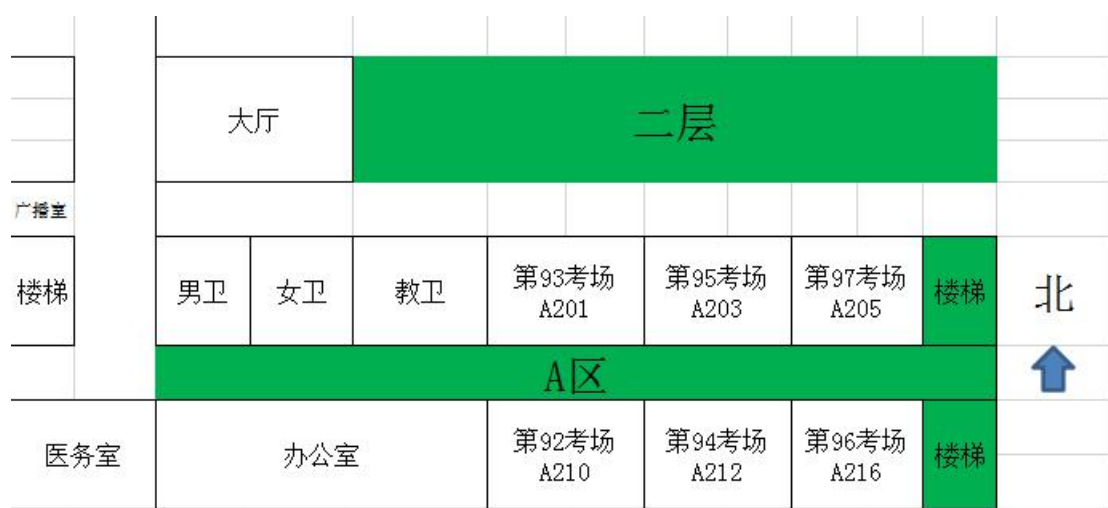 大厅
二层
广播室
楼梯
男卫
女卫
教卫
第93考场
A201
第95考场
A203
第97考场
A205
楼梯
北
A区
医务室
办公室
第92考场
A210
第94考场
A212
第96考场
A216
楼梯